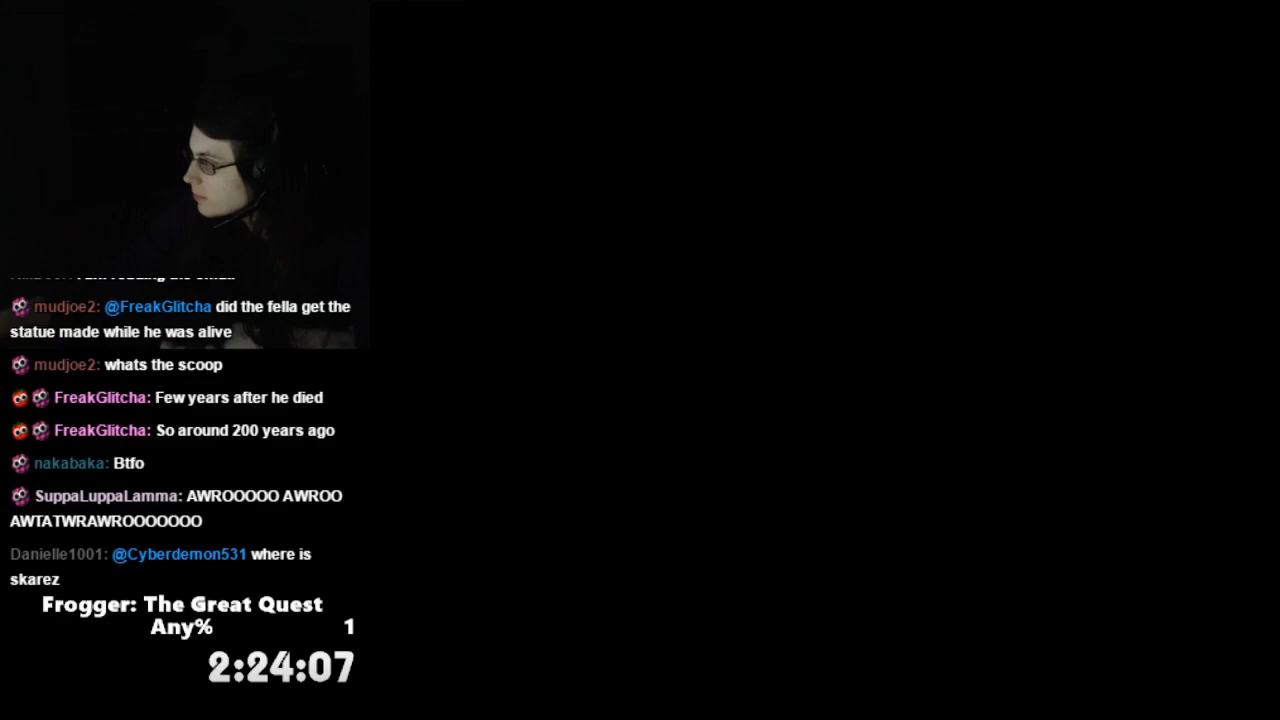 mudjoe2: @FreakGlitcha did the fella get the
statue made while he was alive
mudjoe2: whats the scoop
FreakGlitcha: Few years after he died
FreakGlitcha: So around 200 years ago
nakabaka: Btfo
SuppaLuppaLamma: AWROOOOO AWROO
AWTATWRAWROOOOOOO
Danielle1001: @Cyberdemon531 where is
skarez
Frogger: The Great Quest
Any% 1
2:24:07